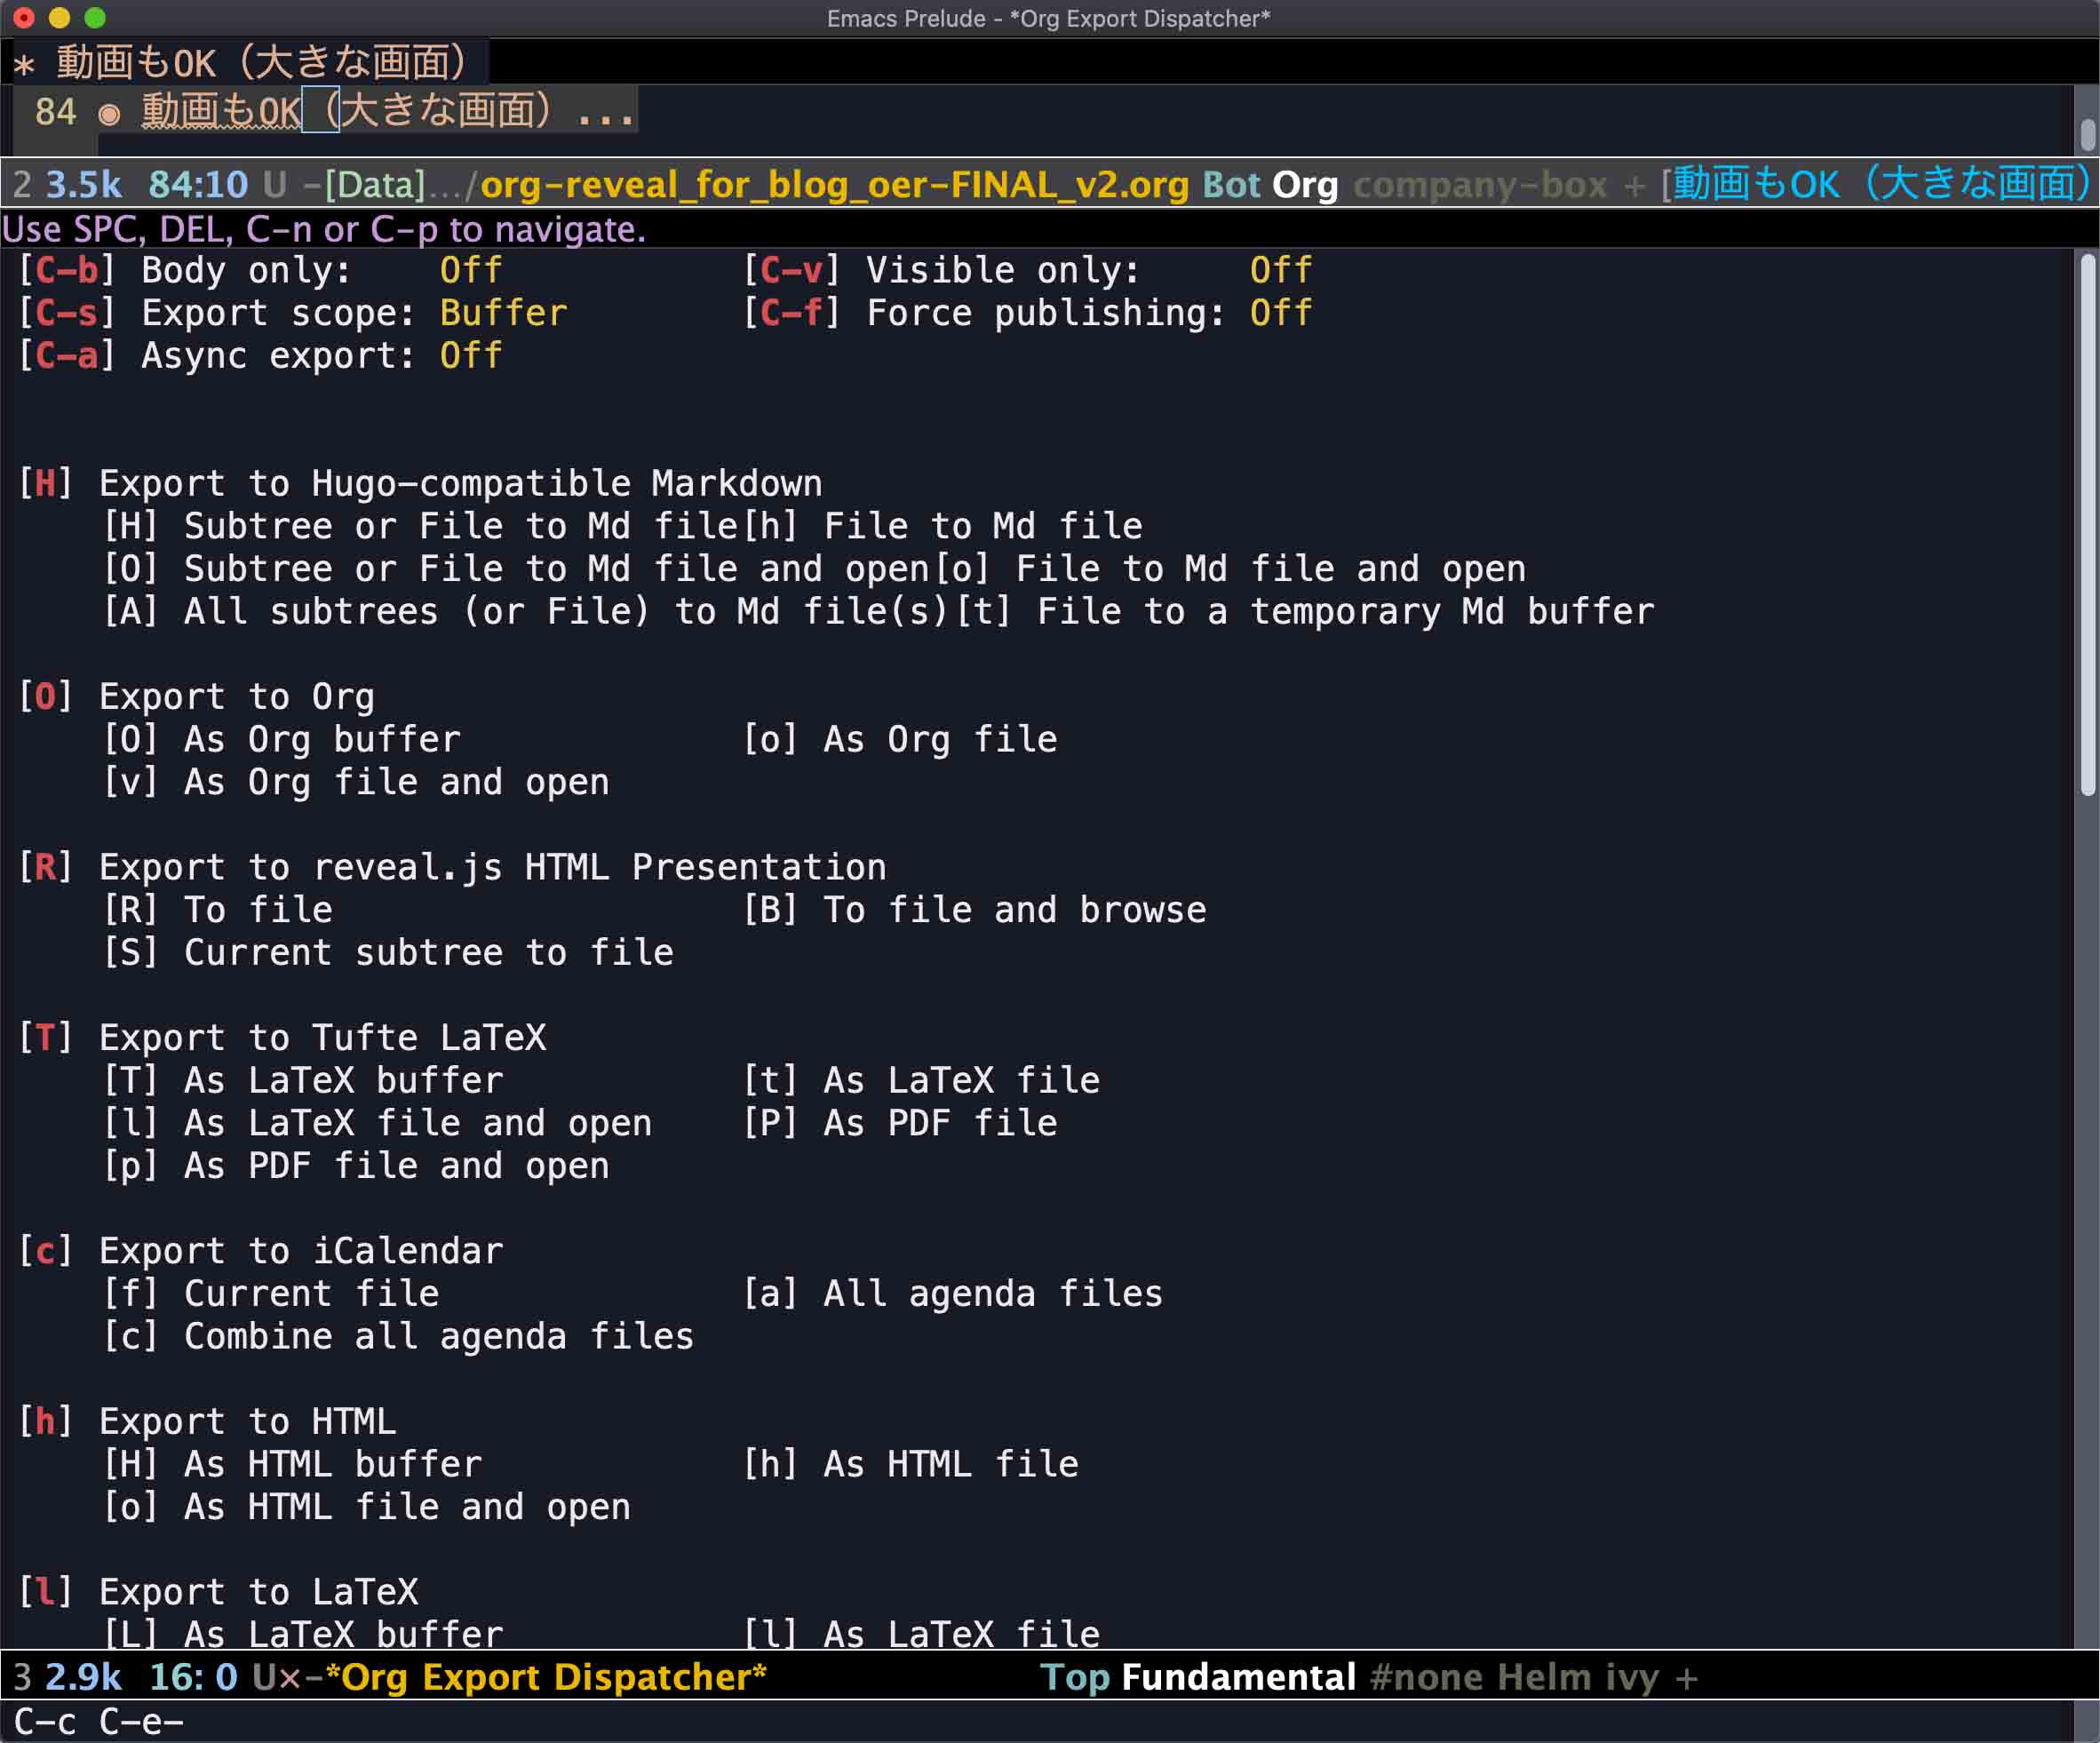 Emacs Prelude - *Org Export Dispatcher*
* 動画もOK（大きな画面）
84 ◉ 動画もOK（大きな画面）...
2 3.5k 84:10 U -[Data].../org-reveal_for_blog_oer-FINAL_v2.org Bot Org company-box + [動画もOK（大きな画面）
Use SPC, DEL, C-n or C-p to navigate.
[C-b] Body only: Off [C-v] Visible only: Off
[C-s] Export scope: Buffer [C-f] Force publishing: Off
[C-a] Async export: Off
[H] Export to Hugo-compatible Markdown
[H] Subtree or File to Md file[h] File to Md file
[O] Subtree or File to Md file and open[o] File to Md file and open
[A] All subtrees (or File) to Md file(s)[t] File to a temporary Md buffer
[O] Export to Org
[O] As Org buffer [o] As Org file
[v] As Org file and open
[R] Export to reveal.js HTML Presentation
[R] To file [B] To file and browse
[S] Current subtree to file
[T] Export to Tufte LaTeX
[T] As LaTeX buffer [t] As LaTeX file
[l] As LaTeX file and open [P] As PDF file
[p] As PDF file and open
[c] Export to iCalendar
[f] Current file [a] All agenda files
[c] Combine all agenda files
[h] Export to HTML
[H] As HTML buffer [h] As HTML file
[o] As HTML file and open
[l] Export to LaTeX
[L] As LaTeX buffer [l] As LaTeX file
3 2.9k 16: 0 U×-*Org Export Dispatcher* Top Fundamental #none Helm ivy +
C-c C-e-